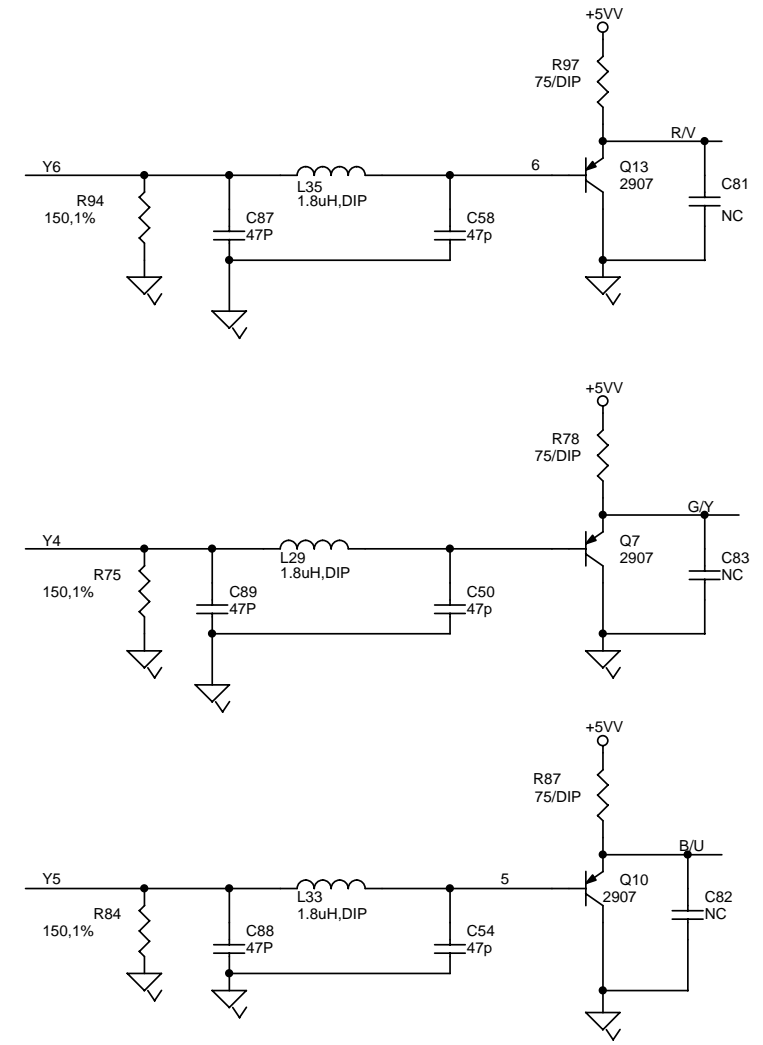 +5VV
R97
75/DIP
R/V
Y6
6
Q13
2907
C81
NC
R94
150,1%
L35
1.8uH,DIP
C87
47P
C58
47p
+5VV
R78
75/DIP
G/Y
Y4
Q7
2907
C83
NC
R75
150,1%
L29
1.8uH,DIP
C89
47P
C50
47p
+5VV
R87
75/DIP
B/U
Y5
5
Q10
2907
C82
NC
R84
150,1%
L33
1.8uH,DIP
C88
47P
C54
47p